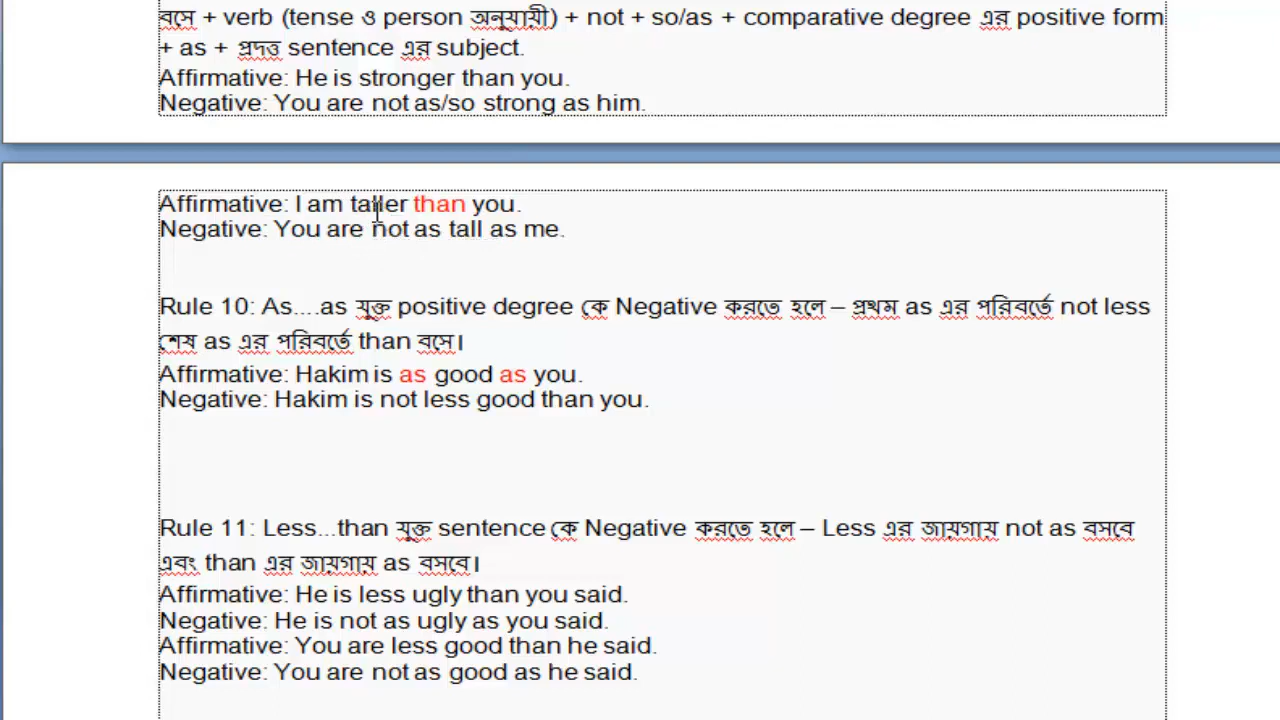 বসে + verb (tense ও person অনুযায়ী) + not + so/as + comparative degree এর positive form
+ as + প্রদত্ত sentence এর subject.
Affirmative: He is stronger than you.
Negative: You are not as/so strong as him.
Affirmative: I am taller than you.
Negative: You are not as tall as me.
Rule 10: As....as যুক্ত positive degree কে Negative করতে হলে – প্রথম as এর পরিবর্তে not less
শেষ as এর পরিবর্তে than বসে।
Affirmative: Hakim is as good as you.
Negative: Hakim is not less good than you.
Rule 11: Less...than যুক্ত sentence কে Negative করতে হলে – Less এর জায়গায় not as বসবে
এবং than এর জায়গায় as বসবে।
Affirmative: He is less ugly than you said.
Negative: He is not as ugly as you said.
Affirmative: You are less good than he said.
Negative: You are not as good as he said.